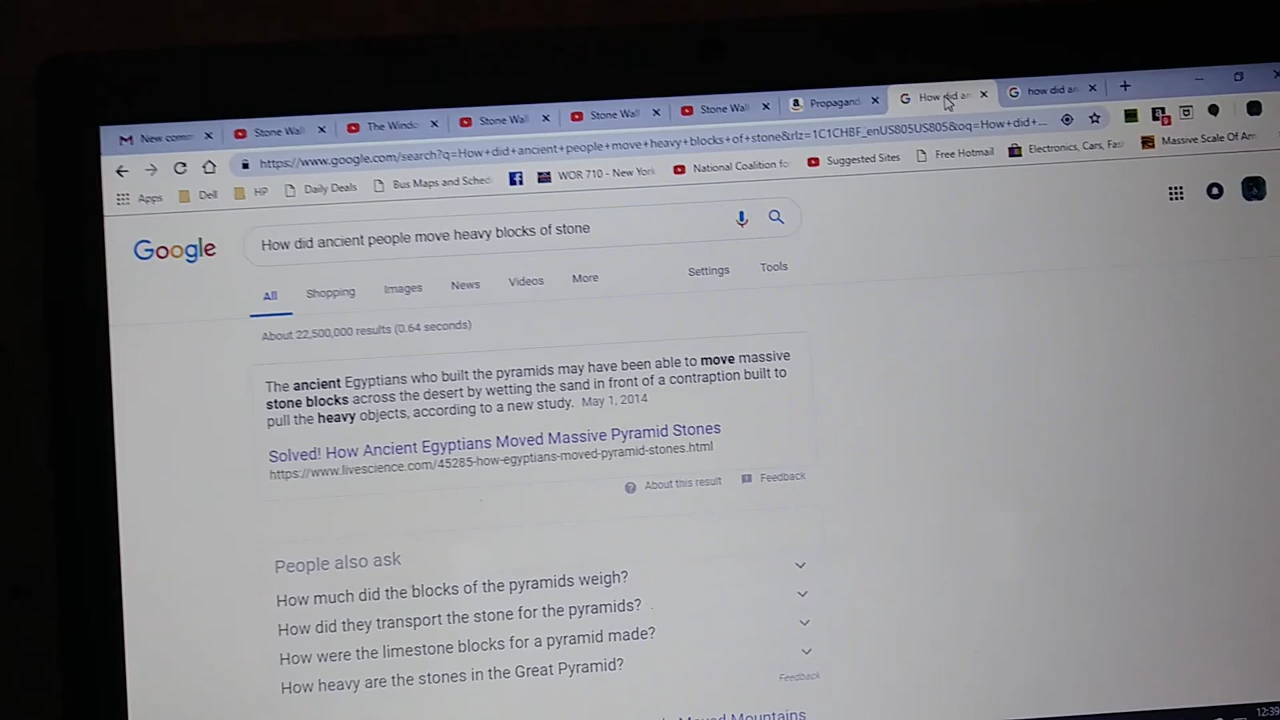 New comm
Stone Wall
The Windo
Stone Wall
Stone Wall
Stone Wall
Propagand
How did an
how did an
https://www.google.com/search?q=How+did+ancient+people+move+heavy+blocks+of+stone&rlz=1C1CHBF_enUS805US805&oq=How+did+...
Apps
Dell
HP
Daily Deals
Bus Maps and Sched
WOR 710 - New York
National Coalition fo
Suggested Sites
Free Hotmail
Electronics, Cars, Fas
Massive Scale Of Am
Google
How did ancient people move heavy blocks of stone
All Shopping Images News Videos More Settings Tools
About 22,500,000 results (0.64 seconds)
The ancient Egyptians who built the pyramids may have been able to move massive
stone blocks across the desert by wetting the sand in front of a contraption built to
pull the heavy objects, according to a new study. May 1, 2014
Solved! How Ancient Egyptians Moved Massive Pyramid Stones
https://www.livescience.com/45285-how-egyptians-moved-pyramid-stones.html
About this result Feedback
People also ask
How much did the blocks of the pyramids weigh?
How did they transport the stone for the pyramids?
How were the limestone blocks for a pyramid made?
How heavy are the stones in the Great Pyramid?
Feedback
Moved Mountains
12:39